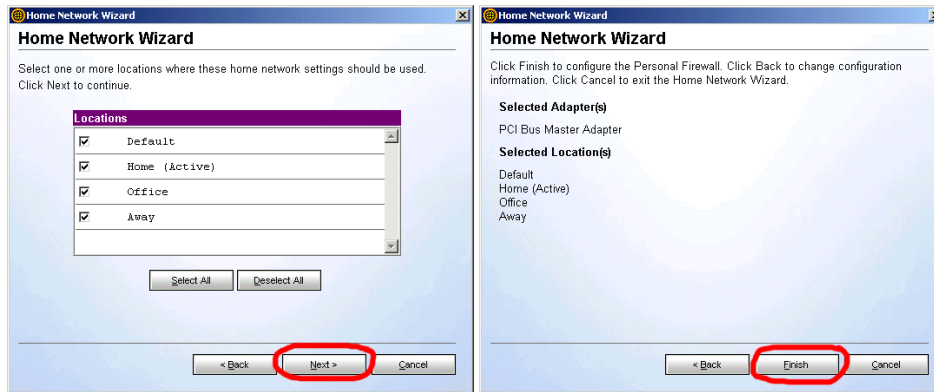 Home Network Wizard
Home Network Wizard
Select one or more locations where these home network settings should be used.
Click Next to continue.
Locations
Default
Home (Active)
Office
Away
Select All
Deselect All
< Back
Next >
Cancel
Home Network Wizard
Home Network Wizard
Click Finish to configure the Personal Firewall. Click Back to change configuration
information. Click Cancel to exit the Home Network Wizard.
Selected Adapter(s)
PCI Bus Master Adapter
Selected Location(s)
Default
Home (Active)
Office
Away
< Back
Finish
Cancel